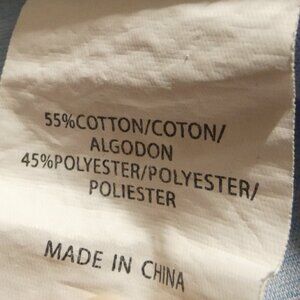 55%COTTON/COTON/
ALGODON
45%POLYESTER/POLYESTER/
POLIESTER
MADE IN CHINA